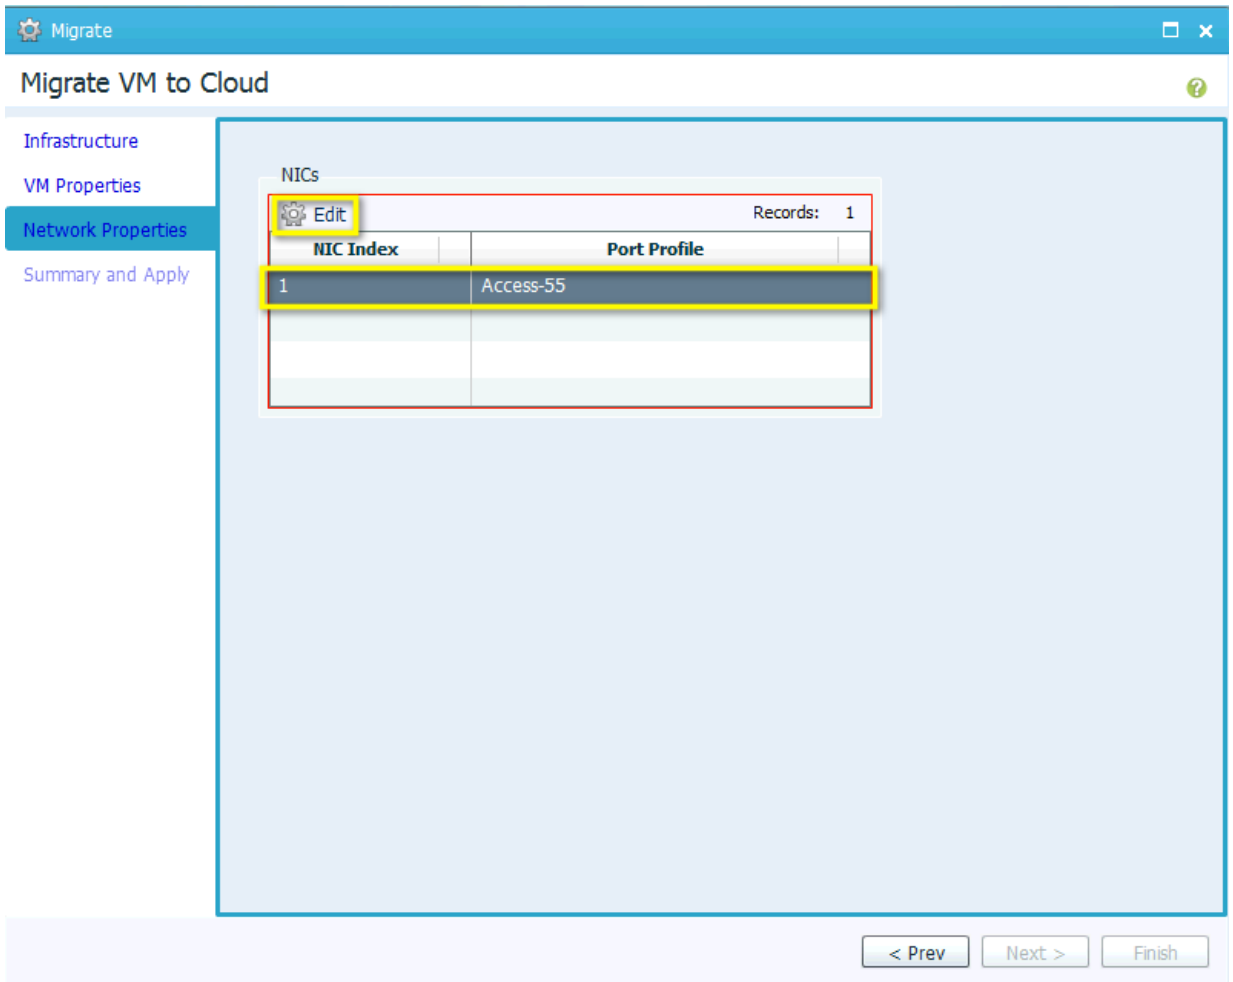 Migrate
Migrate VM to Cloud
Infrastructure
VM Properties
Network Properties
Summary and Apply
NICs
Edit Records: 1
NIC Index Port Profile
1 Access-55
< Prev Next > Finish